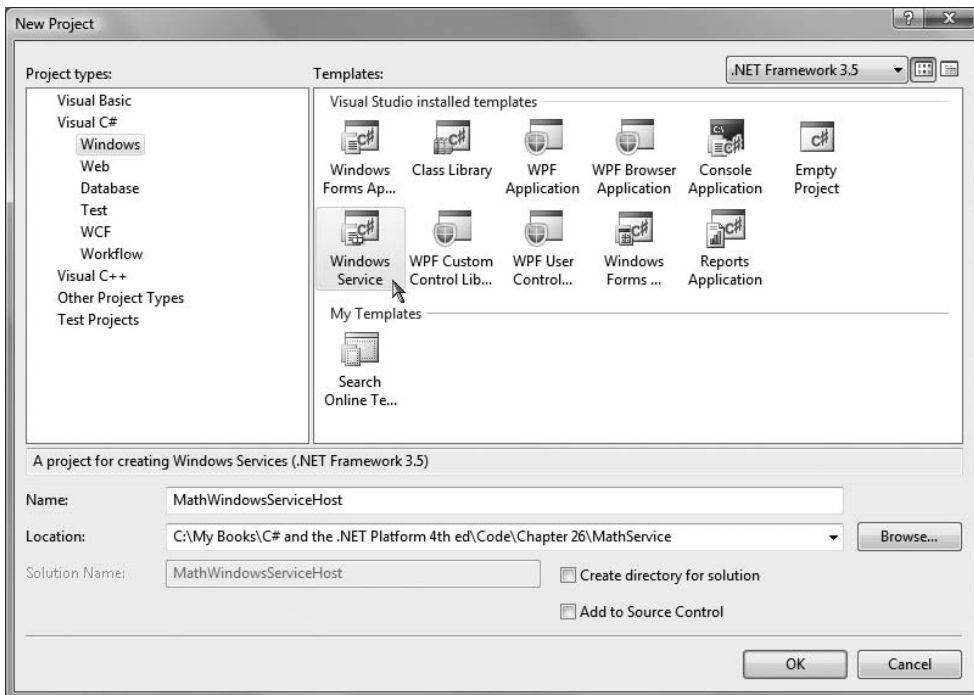 New Project
Project types:
Templates:
.NET Framework 3.5
Visual Basic
Visual C#
Windows
Web
Database
Test
WCF
Workflow
Visual C++
Other Project Types
Test Projects
Visual Studio installed templates
Windows
Forms Ap...
Class Library
WPF
Application
WPF Browser
Application
Console
Application
Empty
Project
Windows
Service
WPF Custom
Control Lib...
WPF User
Control...
Windows
Forms ...
Reports
Application
My Templates
Search
Online Te...
A project for creating Windows Services (.NET Framework 3.5)
Name:
MathWindowsServiceHost
Location:
C:\My Books\C# and the .NET Platform 4th ed\Code\Chapter 26\MathService
Browse...
Solution Name:
MathWindowsServiceHost
Create directory for solution
Add to Source Control
OK
Cancel